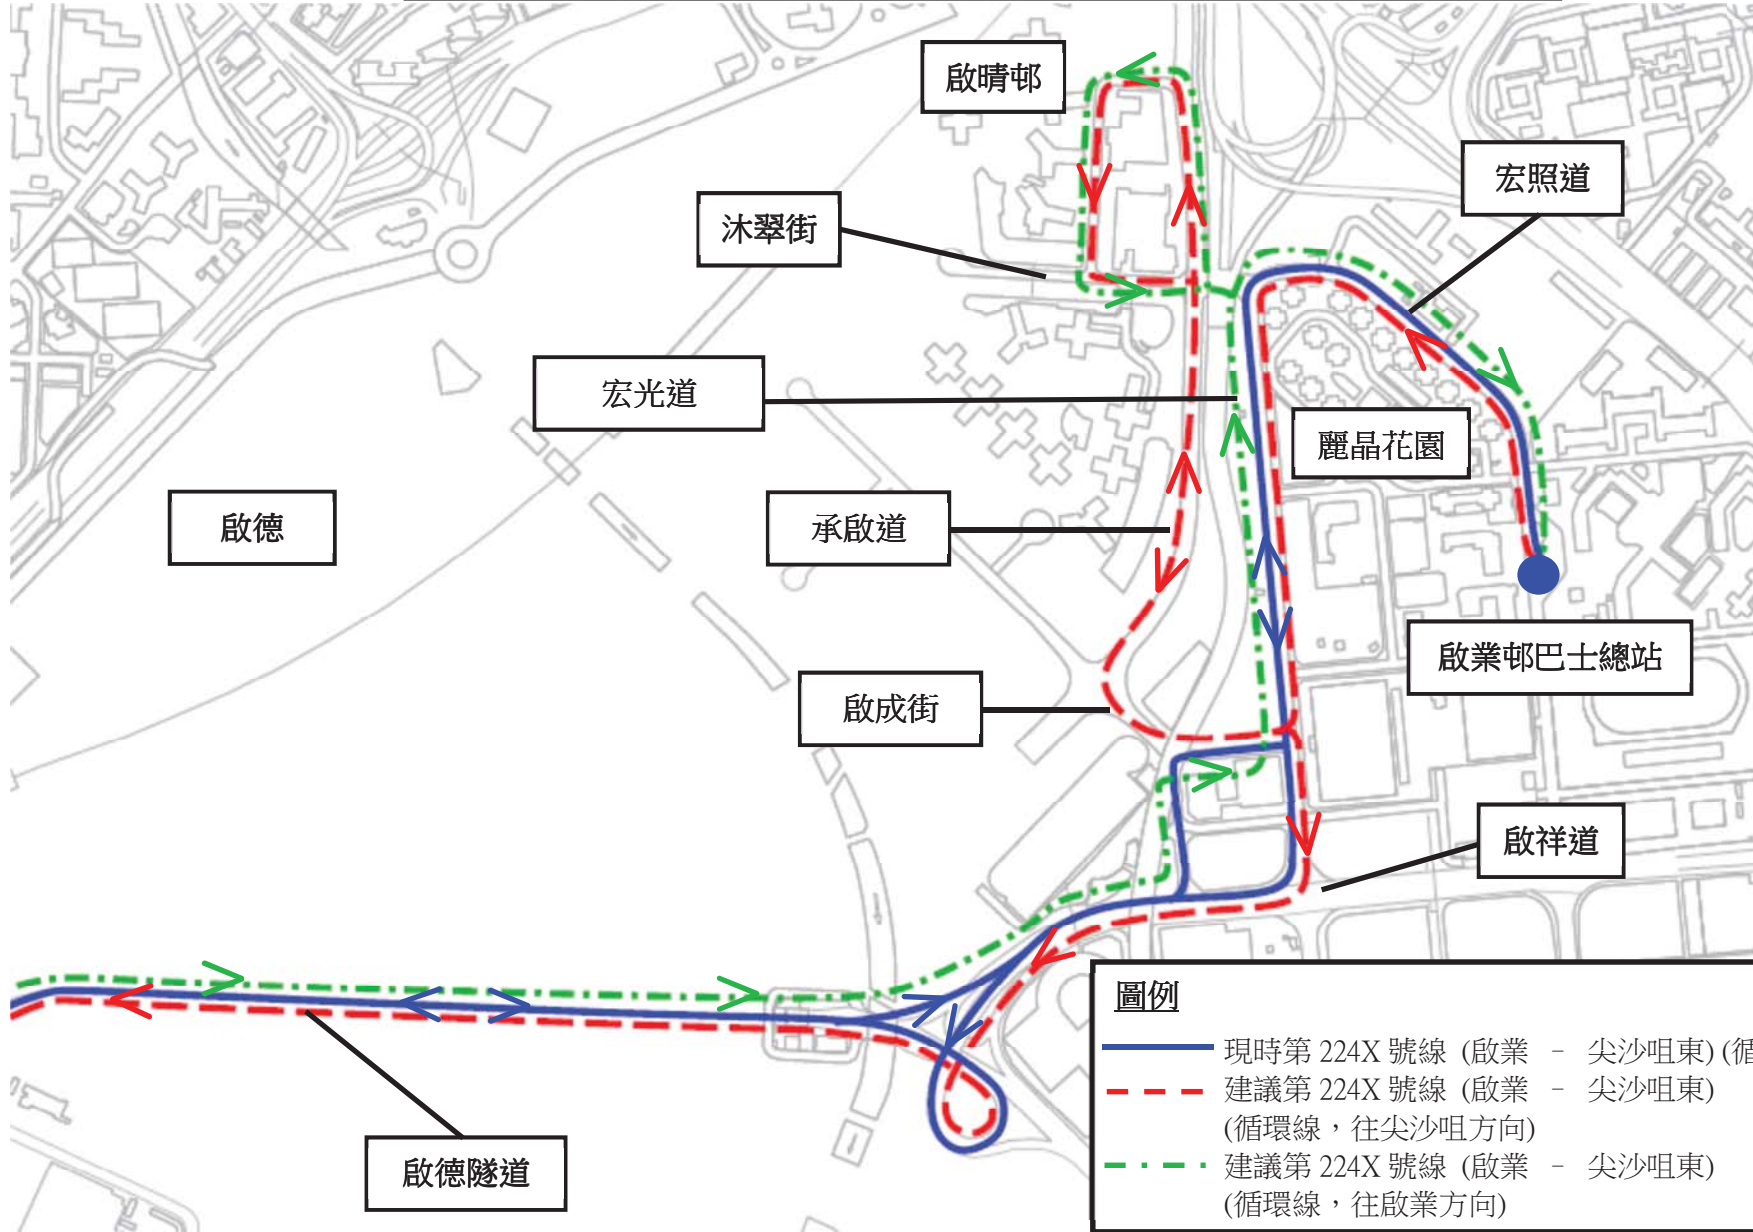 啟晴邨
宏照道
沐翠街
宏光道
麗晶花園
啟德
承啟道
啟業邨巴士總站
啟成街
啟祥道
啟德隧道
圖例
現時第 224X 號線 (啟業 - 尖沙咀東) (循
建議第 224X 號線 (啟業 - 尖沙咀東)
(循環線，往尖沙咀方向)
建議第 224X 號線 (啟業 - 尖沙咀東)
(循環線，往啟業方向)